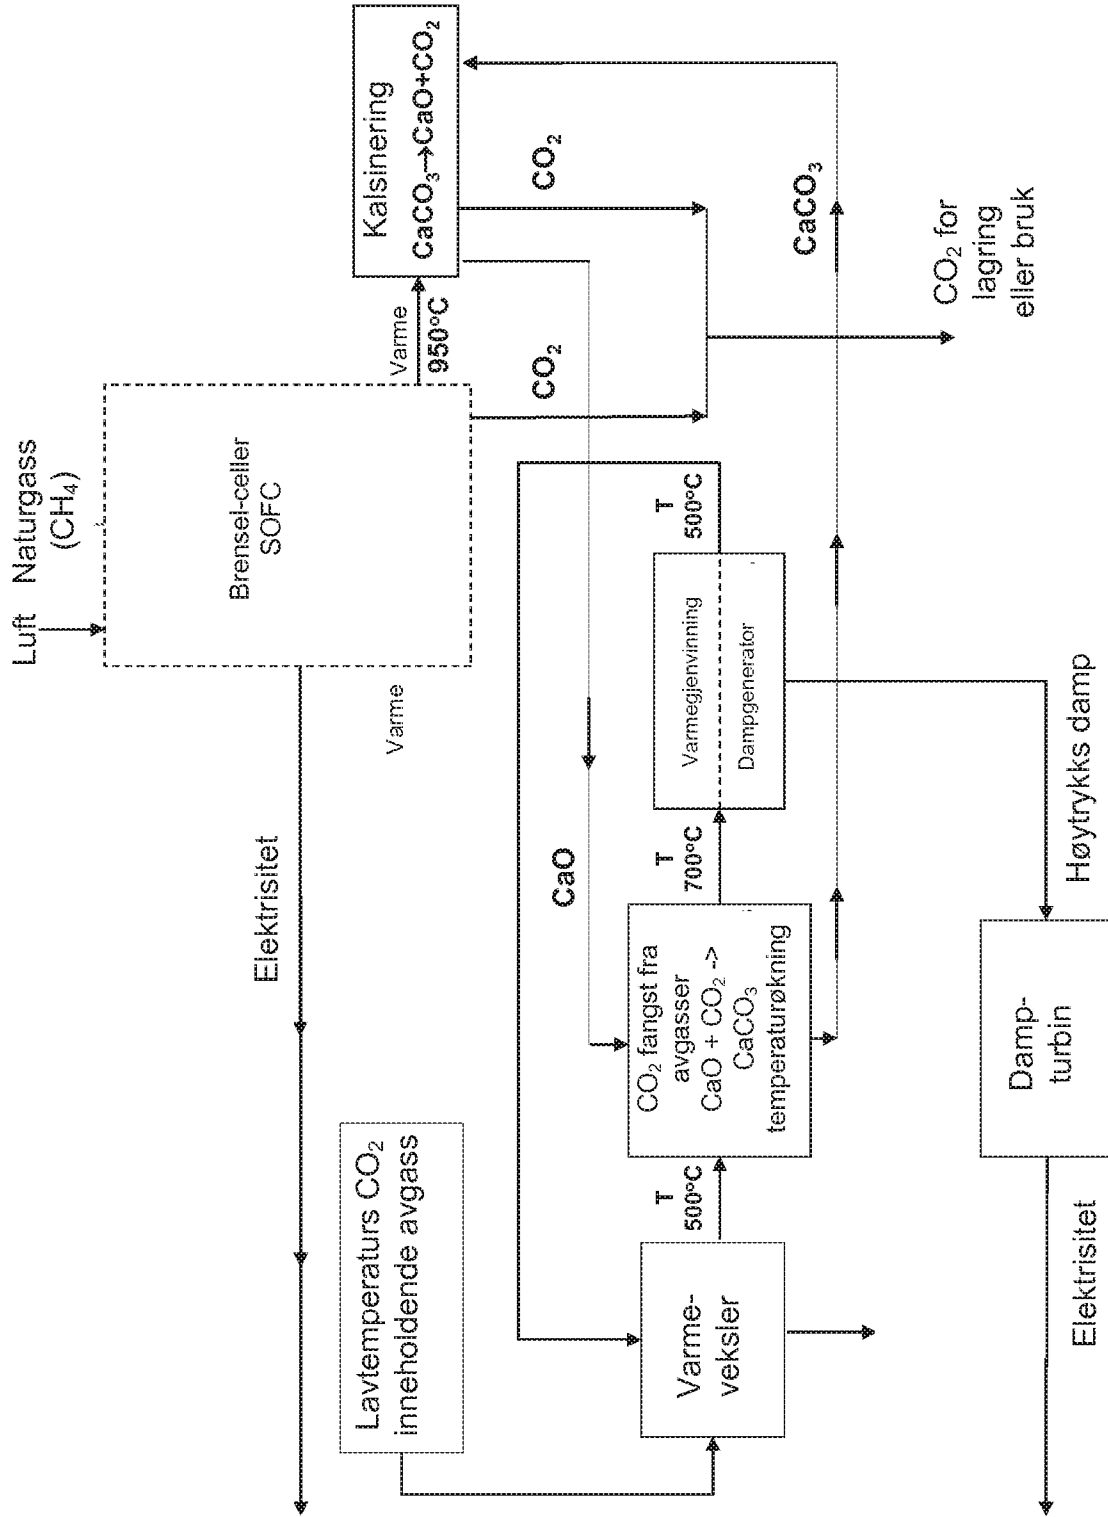 Luft Naturgass
(CH₄)
Brensel-celler
SOFC
Varme
950°C
Kalsinering
CaCO₃→CaO+CO₂
Elektrisitet
Varme
CO₂
CO₂
CaO
Lavtemperaturs CO₂
inneholdende avgass
Varme-
veksler
T
500°C
CO₂ fangst fra
avgasser
CaO + CO₂ ->
CaCO₃
temperaturøkning
T
700°C
Varmegjenvinning
Dampgenerator
T
500°C
CaCO₃
CO₂ for
lagring
eller bruk
Høytrykks damp
Damp-
turbin
Elektrisitet